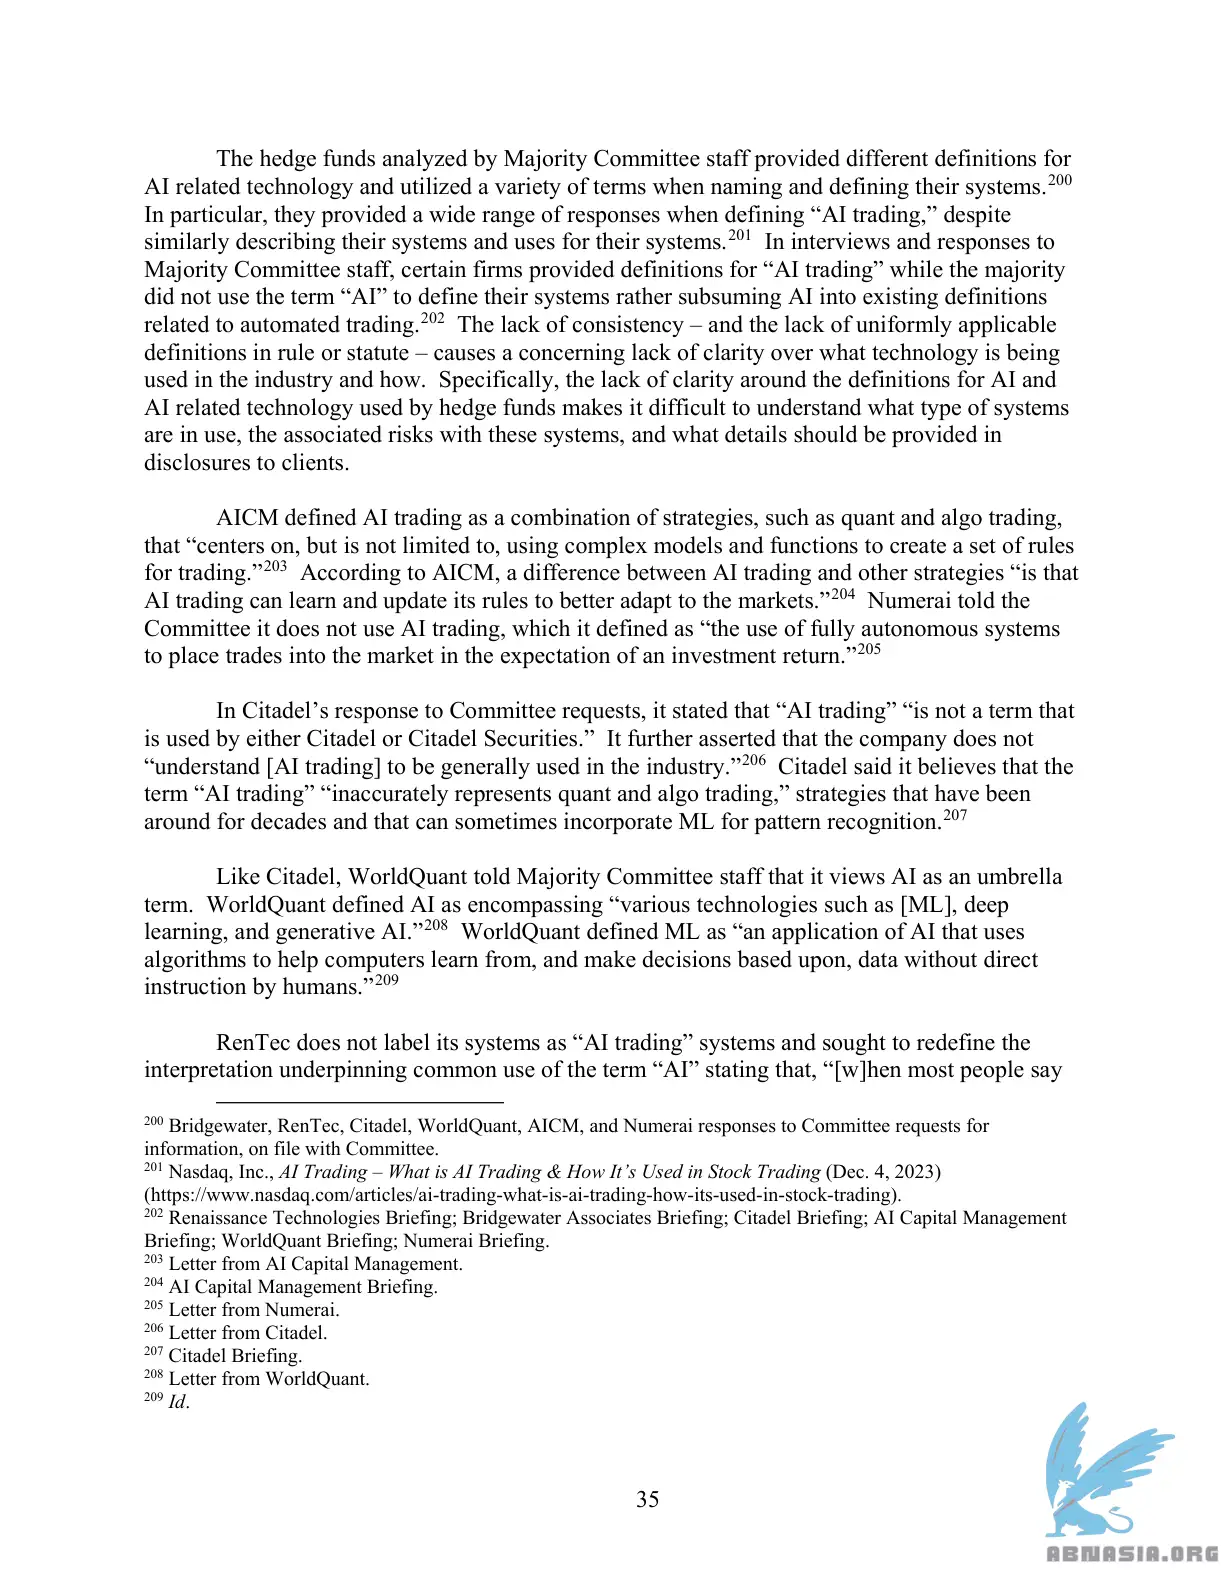 The hedge funds analyzed by Majority Committee staff provided different definitions for
AI related technology and utilized a variety of terms when naming and defining their systems.200
In particular, they provided a wide range of responses when defining “AI trading,” despite
similarly describing their systems and uses for their systems.201  In interviews and responses to
Majority Committee staff, certain firms provided definitions for “AI trading” while the majority
did not use the term “AI” to define their systems rather subsuming AI into existing definitions
related to automated trading.202  The lack of consistency – and the lack of uniformly applicable
definitions in rule or statute – causes a concerning lack of clarity over what technology is being
used in the industry and how.  Specifically, the lack of clarity around the definitions for AI and
AI related technology used by hedge funds makes it difficult to understand what type of systems
are in use, the associated risks with these systems, and what details should be provided in
disclosures to clients.
AICM defined AI trading as a combination of strategies, such as quant and algo trading,
that “centers on, but is not limited to, using complex models and functions to create a set of rules
for trading.”203  According to AICM, a difference between AI trading and other strategies “is that
AI trading can learn and update its rules to better adapt to the markets.”204  Numerai told the
Committee it does not use AI trading, which it defined as “the use of fully autonomous systems
to place trades into the market in the expectation of an investment return.”205
In Citadel’s response to Committee requests, it stated that “AI trading” “is not a term that
is used by either Citadel or Citadel Securities.”  It further asserted that the company does not
“understand [AI trading] to be generally used in the industry.”206  Citadel said it believes that the
term “AI trading” “inaccurately represents quant and algo trading,” strategies that have been
around for decades and that can sometimes incorporate ML for pattern recognition.207
Like Citadel, WorldQuant told Majority Committee staff that it views AI as an umbrella
term.  WorldQuant defined AI as encompassing “various technologies such as [ML], deep
learning, and generative AI.”208  WorldQuant defined ML as “an application of AI that uses
algorithms to help computers learn from, and make decisions based upon, data without direct
instruction by humans.”209
RenTec does not label its systems as “AI trading” systems and sought to redefine the
interpretation underpinning common use of the term “AI” stating that, “[w]hen most people say
200 Bridgewater, RenTec, Citadel, WorldQuant, AICM, and Numerai responses to Committee requests for
information, on file with Committee.
201 Nasdaq, Inc., AI Trading – What is AI Trading & How It’s Used in Stock Trading (Dec. 4, 2023)
(https://www.nasdaq.com/articles/ai-trading-what-is-ai-trading-how-its-used-in-stock-trading).
202 Renaissance Technologies Briefing; Bridgewater Associates Briefing; Citadel Briefing; AI Capital Management
Briefing; WorldQuant Briefing; Numerai Briefing.
203 Letter from AI Capital Management.
204 AI Capital Management Briefing.
205 Letter from Numerai.
206 Letter from Citadel.
207 Citadel Briefing.
208 Letter from WorldQuant.
209 Id.
35
ABNASIA.ORG